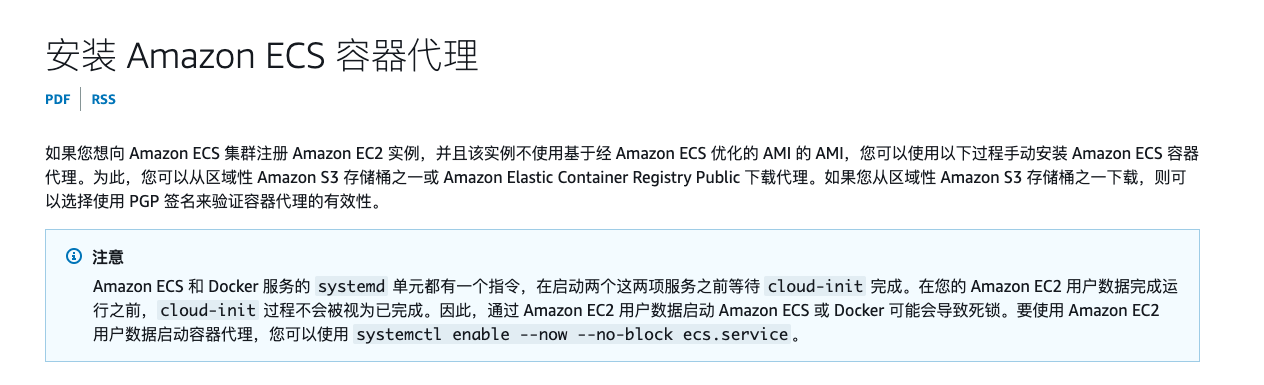 安装 Amazon ECS 容器代理
PDF RSS
如果您想向 Amazon ECS 集群注册 Amazon EC2 实例，并且该实例不使用基于经 Amazon ECS 优化的 AMI 的 AMI，您可以使用以下过程手动安装 Amazon ECS 容器
代理。为此，您可以从区域性 Amazon S3 存储桶之一或 Amazon Elastic Container Registry Public 下载代理。如果您从区域性 Amazon S3 存储桶之一下载，则可
以选择使用 PGP 签名来验证容器代理的有效性。
注意
Amazon ECS 和 Docker 服务的 systemd 单元都有一个指令，在启动两个这两项服务之前等待 cloud-init 完成。在您的 Amazon EC2 用户数据完成运
行之前，cloud-init 过程不会被视为已完成。因此，通过 Amazon EC2 用户数据启动 Amazon ECS 或 Docker 可能会导致死锁。要使用 Amazon EC2
用户数据启动容器代理，您可以使用 systemctl enable --now --no-block ecs.service。